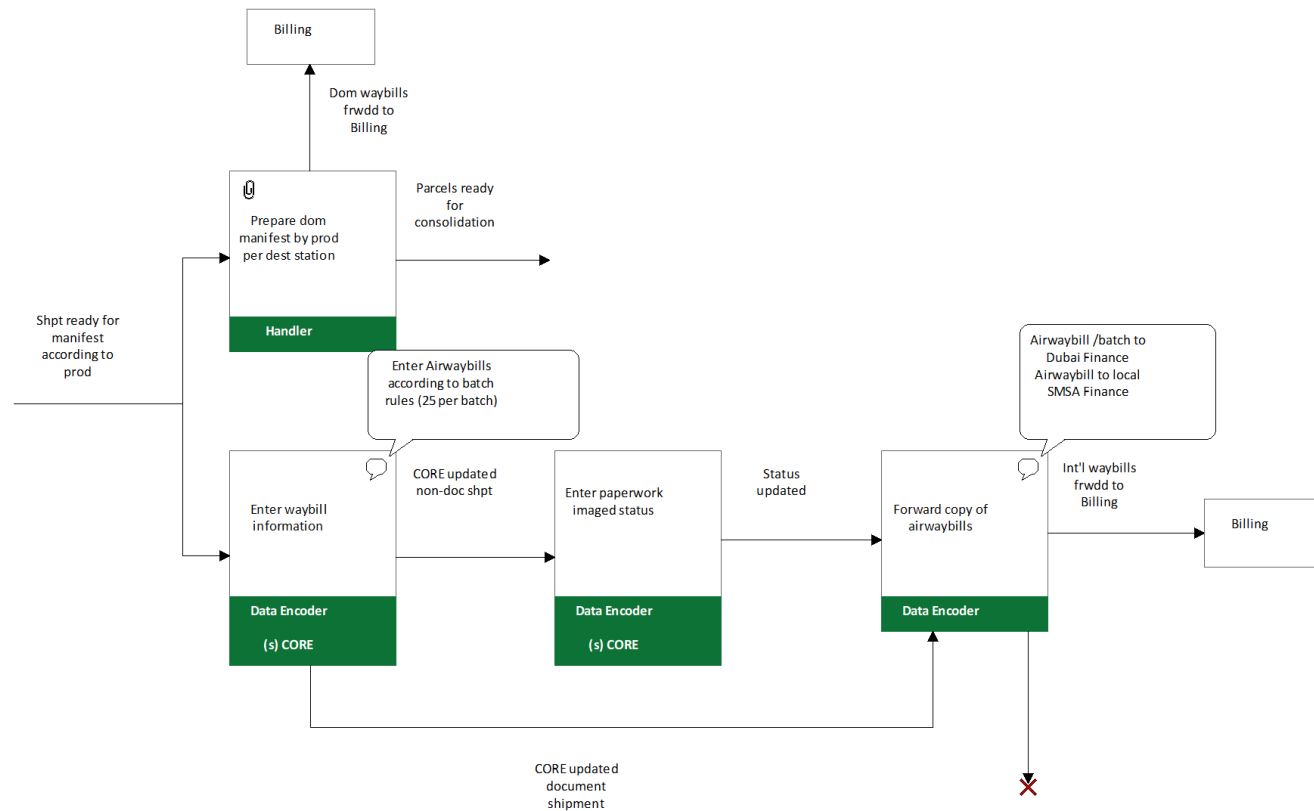 Billing
Dom waybills
frwdd to
Billing
Parcels ready
for
consolidation
Prepare dom
manifest by prod
per dest station
Handler
Shpt ready for
manifest
according to
prod
Enter Airwaybills
according to batch
rules (25 per batch)
Airwaybill /batch to
Dubai Finance
Airwaybill to local
SMSA Finance
Enter waybill
information
Data Encoder
(s) CORE
CORE updated
non-doc shpt
Enter paperwork
imaged status
Data Encoder
(s) CORE
Status
updated
Forward copy of
airwaybills
Data Encoder
Int'l waybills
frwdd to
Billing
Billing
CORE updated
document
shipment